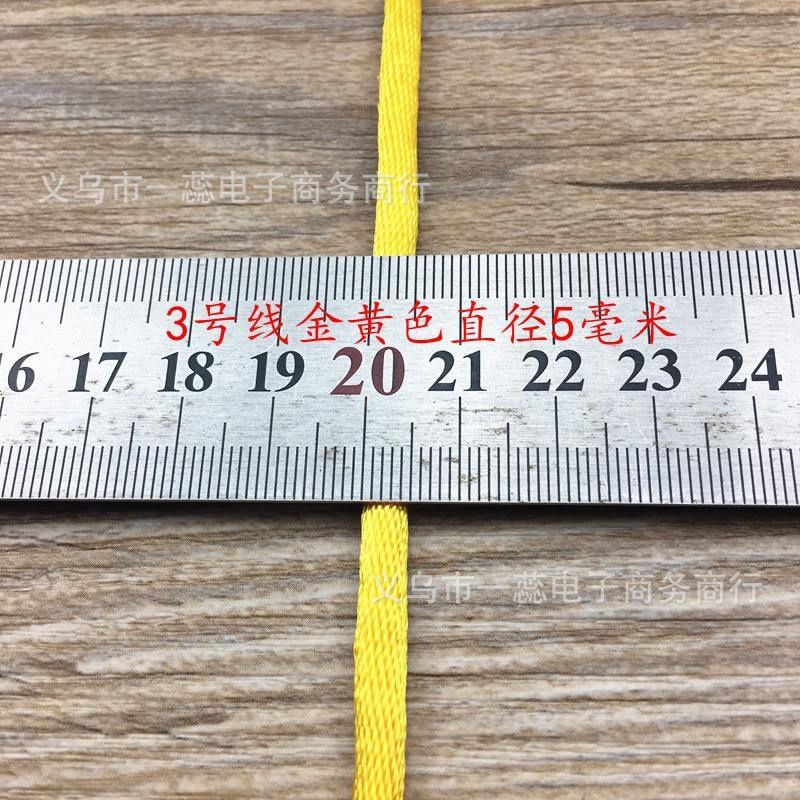 义乌市一蕊电子商务商行
3号线金黄色直径5毫米
16 17 18 19 20 21 22 23 24
义乌市一蕊电子商务商行